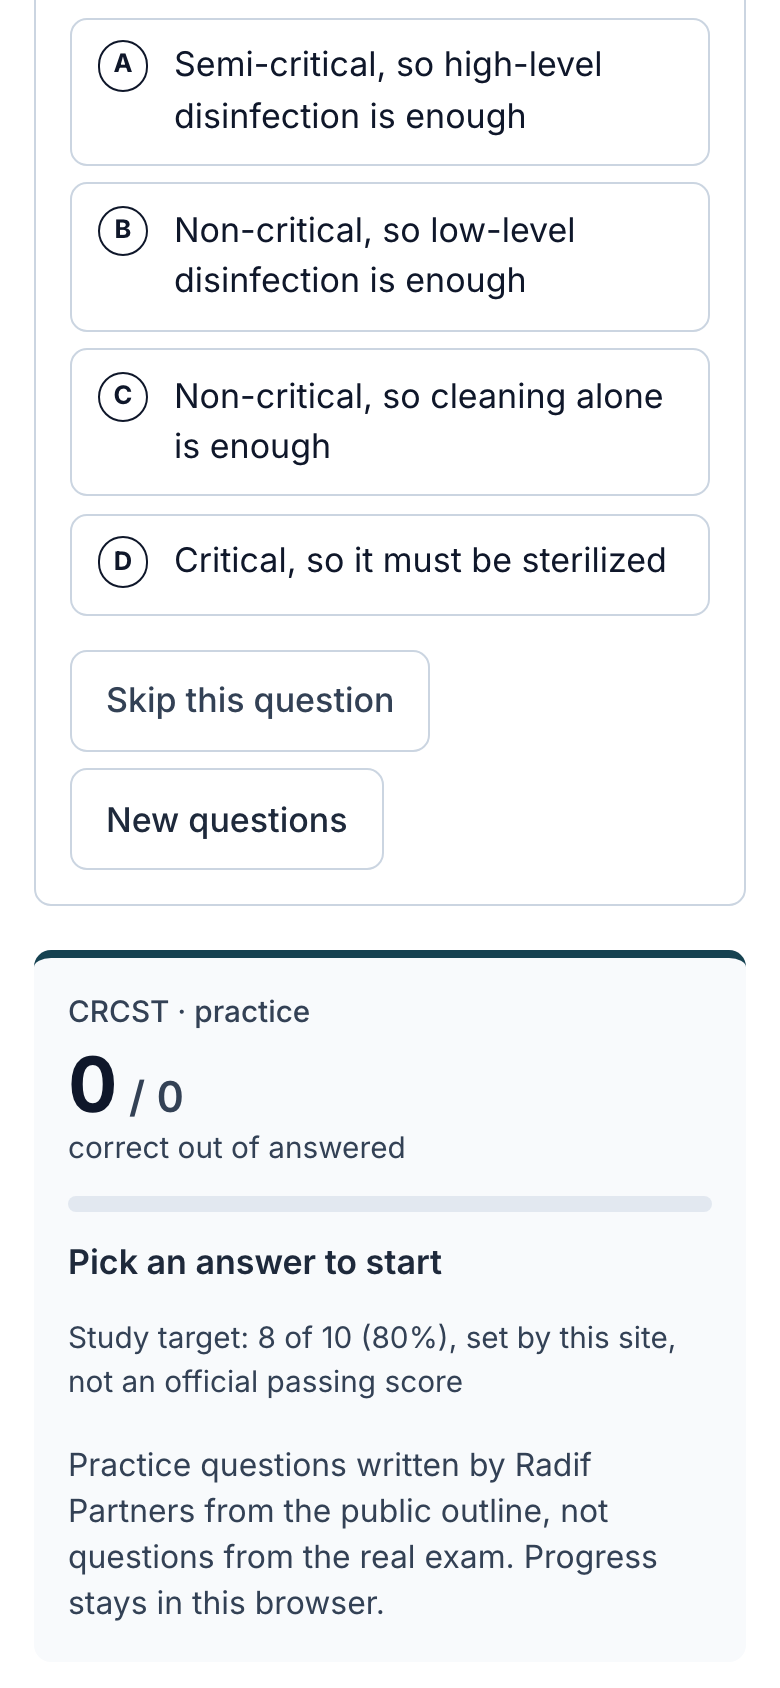 A
Semi-critical, so high-level
disinfection is enough
B
Non-critical, so low-level
disinfection is enough
C
Non-critical, so cleaning alone
is enough
D
Critical, so it must be sterilized
Skip this question
New questions
CRCST · practice
0 / 0
correct out of answered
Pick an answer to start
Study target: 8 of 10 (80%), set by this site,
not an official passing score
Practice questions written by Radif
Partners from the public outline, not
questions from the real exam. Progress
stays in this browser.